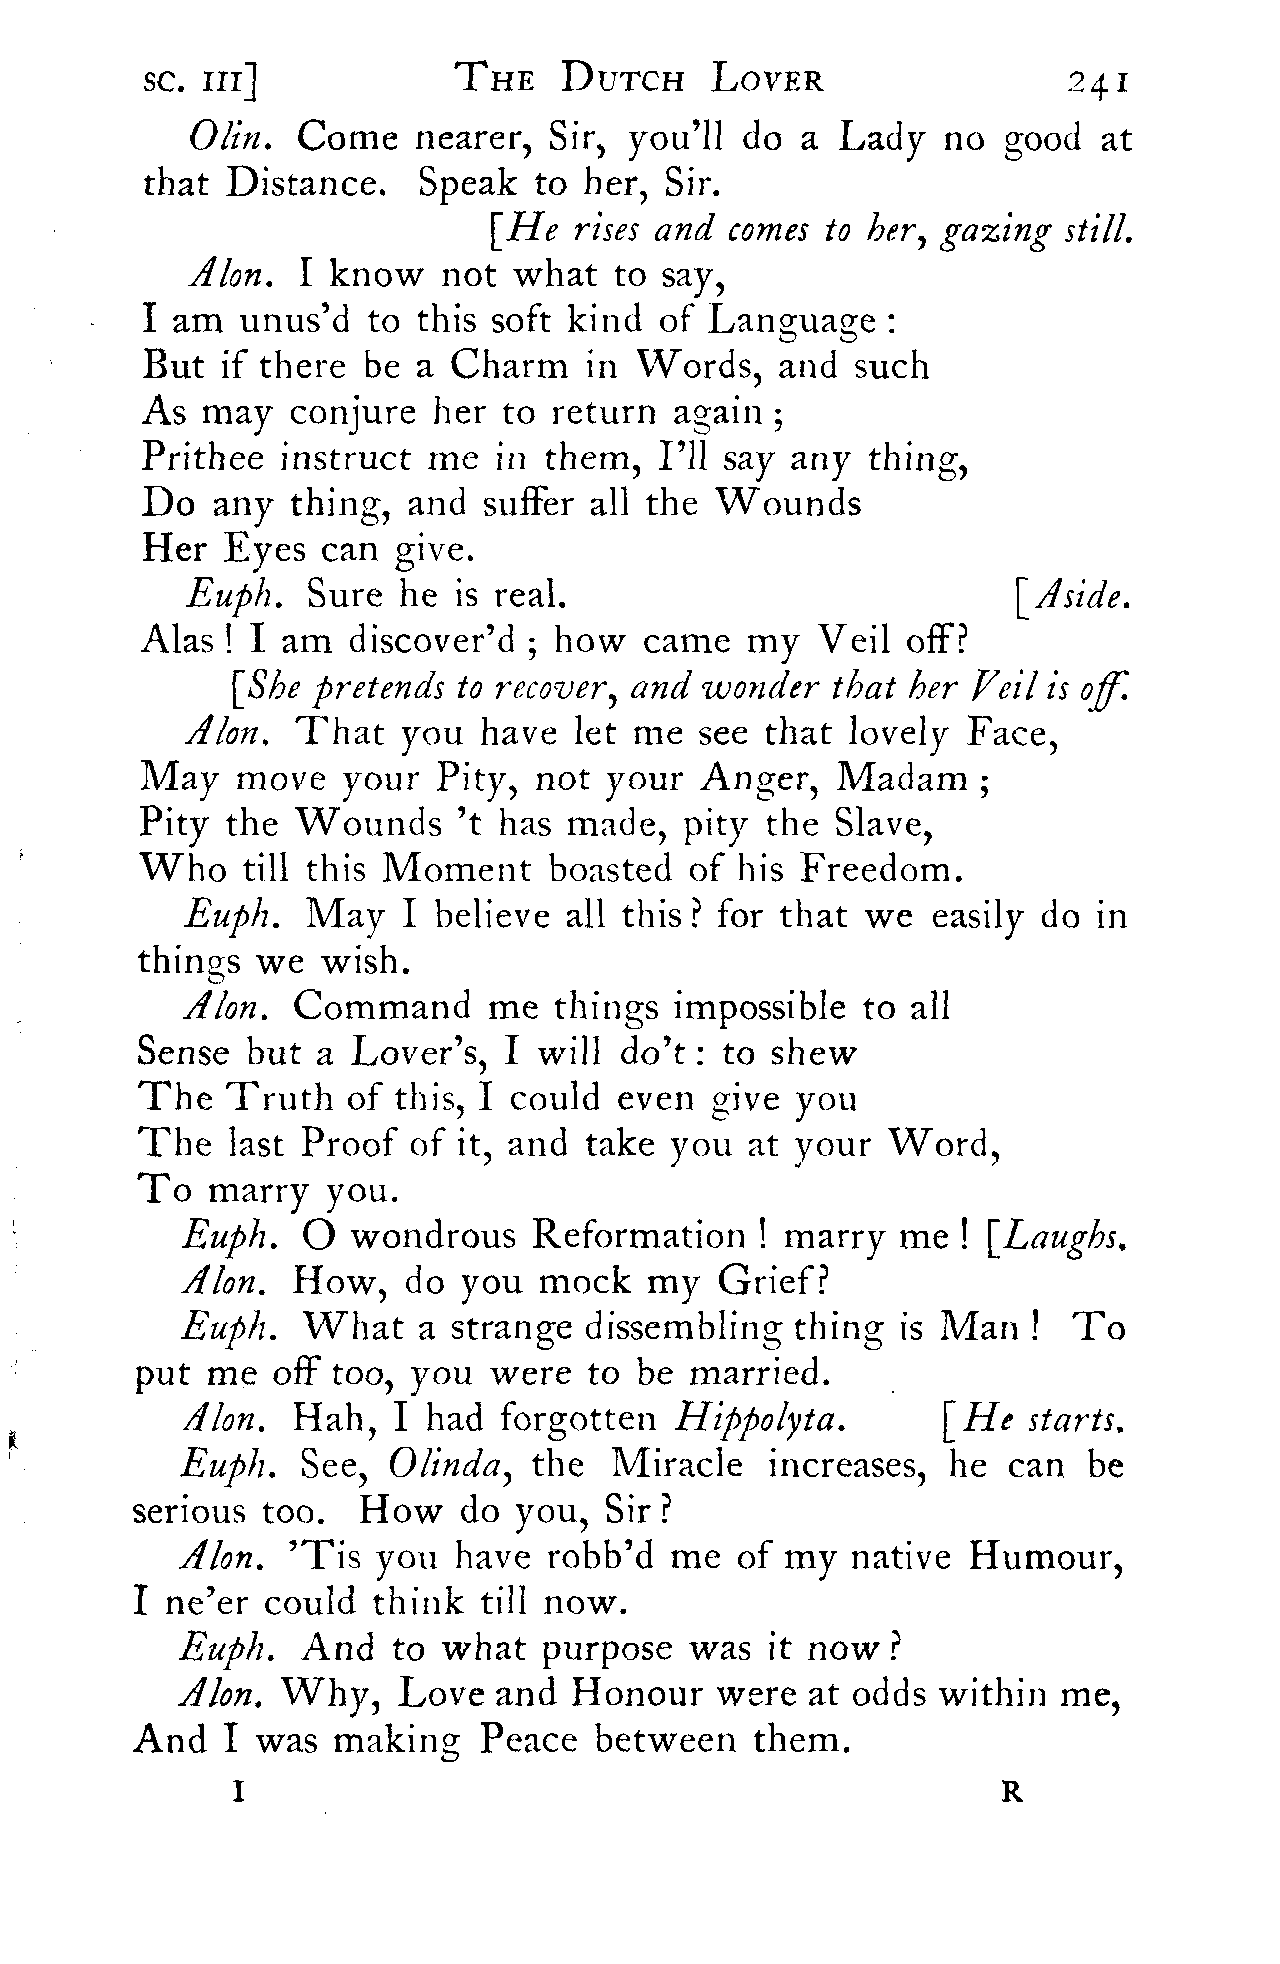 SC. III] THE DUTCH LOVER 241
Olin. Come nearer, Sir, you'll do a Lady no good at
that Distance. Speak to her, Sir.
[He rises and comes to her, gazing still.
Alon. I know not what to say,
I am unus'd to this soft kind of Language :
But if there be a Charm in Words, and such
As may conjure her to return again ;
Prithee instruct me in them, I'll say any thing,
Do any thing, and suffer all the Wounds
Her Eyes can give.
Euph. Sure he is real. [Aside.
Alas ! I am discover'd ; how came my Veil off?
[She pretends to recover, and wonder that her Veil is off.
Alon. That you have let me see that lovely Face,
May move your Pity, not your Anger, Madam ;
Pity the Wounds 't has made, pity the Slave,
Who till this Moment boasted of his Freedom.
Euph. May I believe all this ? for that we easily do in
things we wish.
Alon. Command me things impossible to all
Sense but a Lover's, I will do't : to shew
The Truth of this, I could even give you
The last Proof of it, and take you at your Word,
To marry you.
Euph. O wondrous Reformation ! marry me ! [Laughs.
Alon. How, do you mock my Grief?
Euph. What a strange dissembling thing is Man ! To
put me off too, you were to be married.
Alon. Hah, I had forgotten Hippolyta. [He starts.
Euph. See, Olinda, the Miracle increases, he can be
serious too. How do you, Sir ?
Alon. 'Tis you have robb'd me of my native Humour,
I ne'er could think till now.
Euph. And to what purpose was it now ?
Alon. Why, Love and Honour were at odds within me,
And I was making Peace between them.
I R